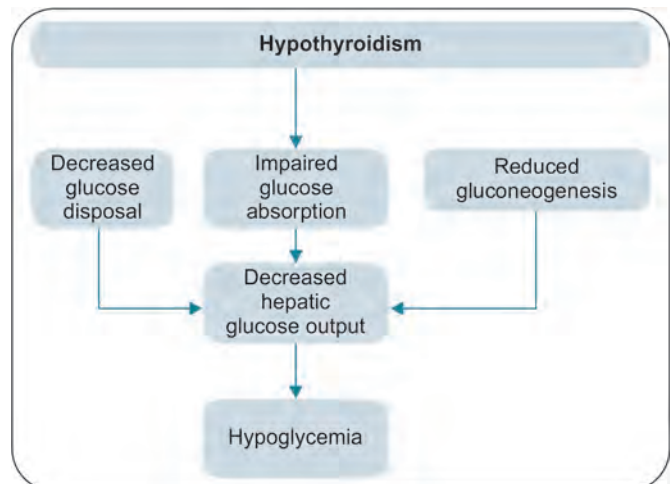 Hypothyroidism
Decreased
glucose
disposal
Impaired
glucose
absorption
Reduced
gluconeogenesis
Decreased
hepatic
glucose output
Hypoglycemia